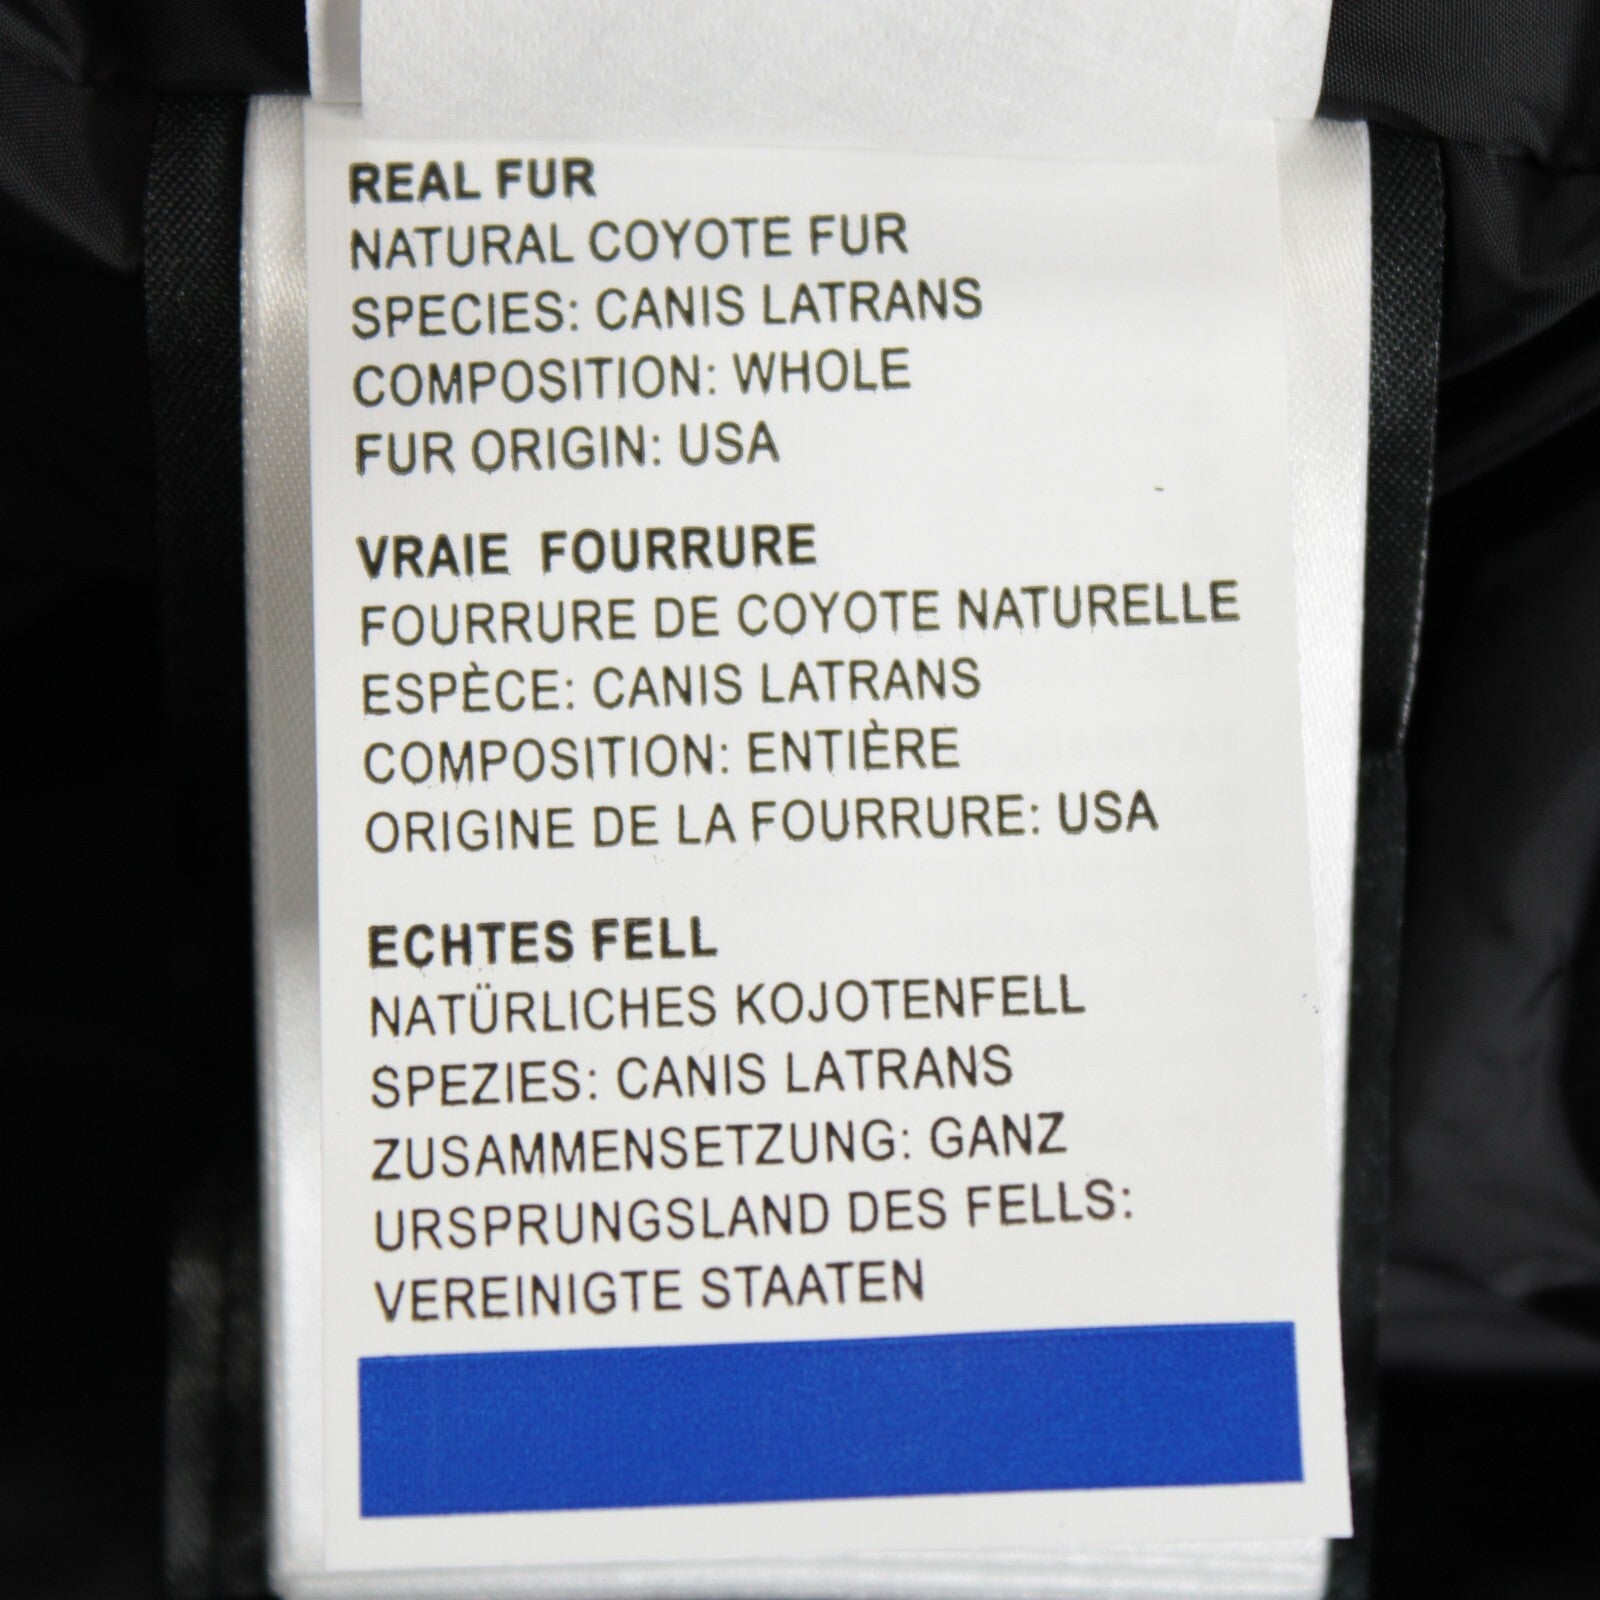 REAL FUR
NATURAL COYOTE FUR
SPECIES: CANIS LATRANS
COMPOSITION: WHOLE
FUR ORIGIN: USA
VRAIE FOURRURE
FOURRURE DE COYOTE NATURELLE
ESPÈCE: CANIS LATRANS
COMPOSITION: ENTIÈRE
ORIGINE DE LA FOURRURE: USA
ECHTES FELL
NATÜRLICHES KOJOTENFELL
SPEZIES: CANIS LATRANS
ZUSAMMENSETZUNG: GANZ
URSPRUNGSLAND DES FELLS:
VEREINIGTE STAATEN